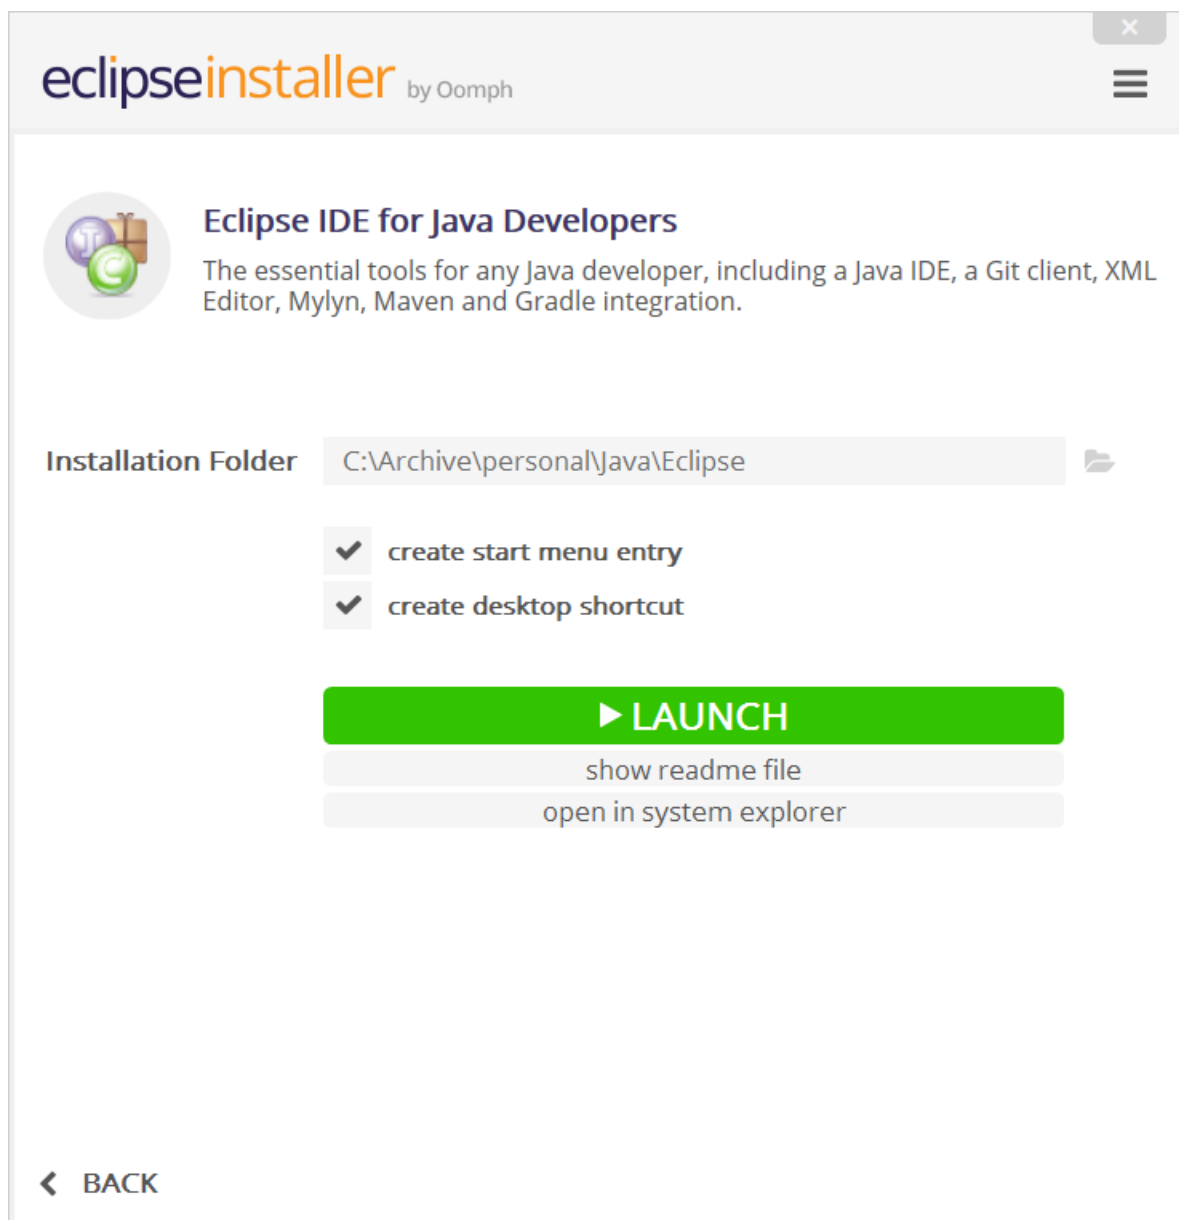 eclipseinstaller by Oomph
Eclipse IDE for Java Developers
The essential tools for any Java developer, including a Java IDE, a Git client, XML
Editor, Mylyn, Maven and Gradle integration.
Installation Folder C:\Archive\personal\Java\Eclipse
create start menu entry
create desktop shortcut
LAUNCH
show readme file
open in system explorer
BACK